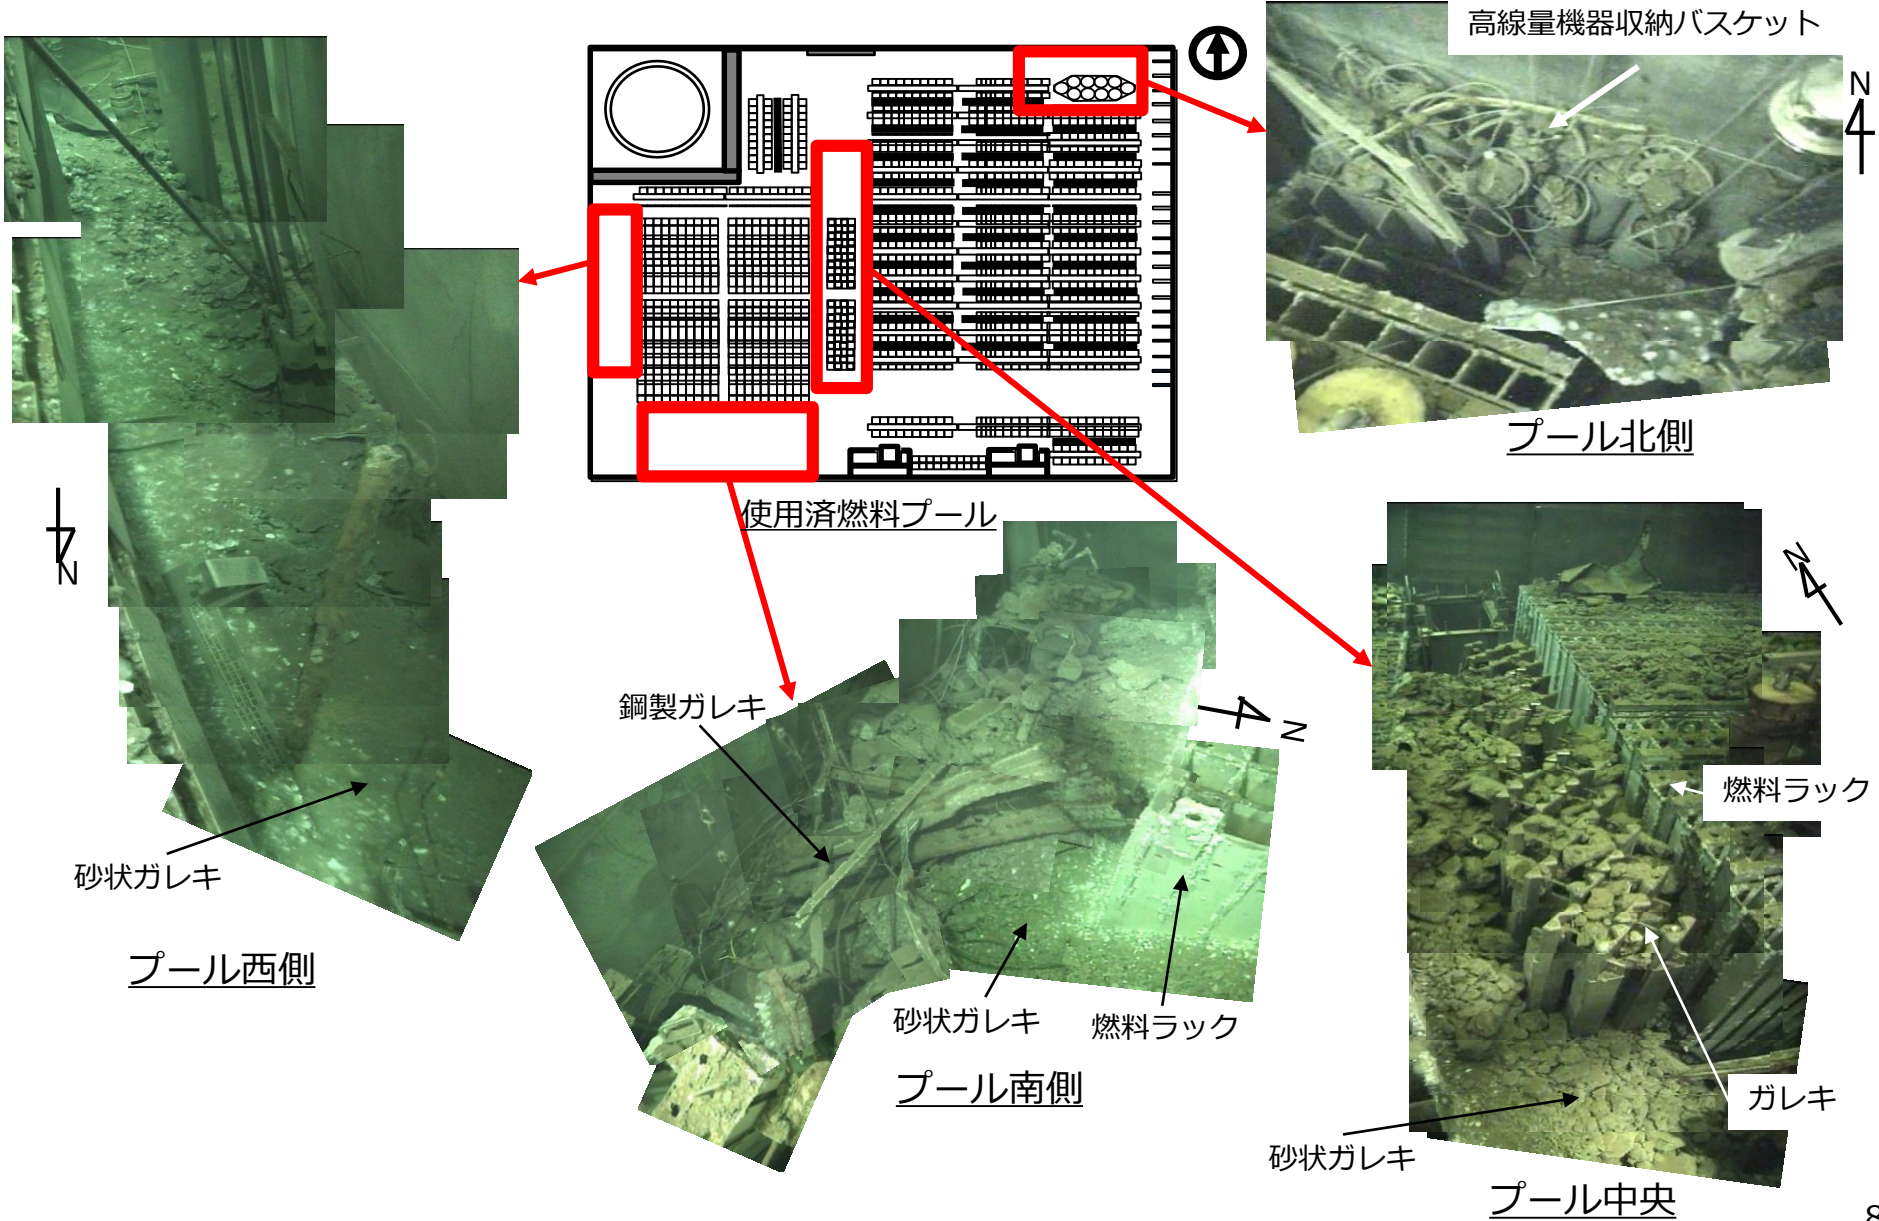 高線量機器収納バスケット
N
プール北側
使用済燃料プール
N
N
鋼製ガレキ
N
燃料ラック
砂状ガレキ
プール西側
砂状ガレキ
燃料ラック
プール南側
ガレキ
砂状ガレキ
プール中央
8